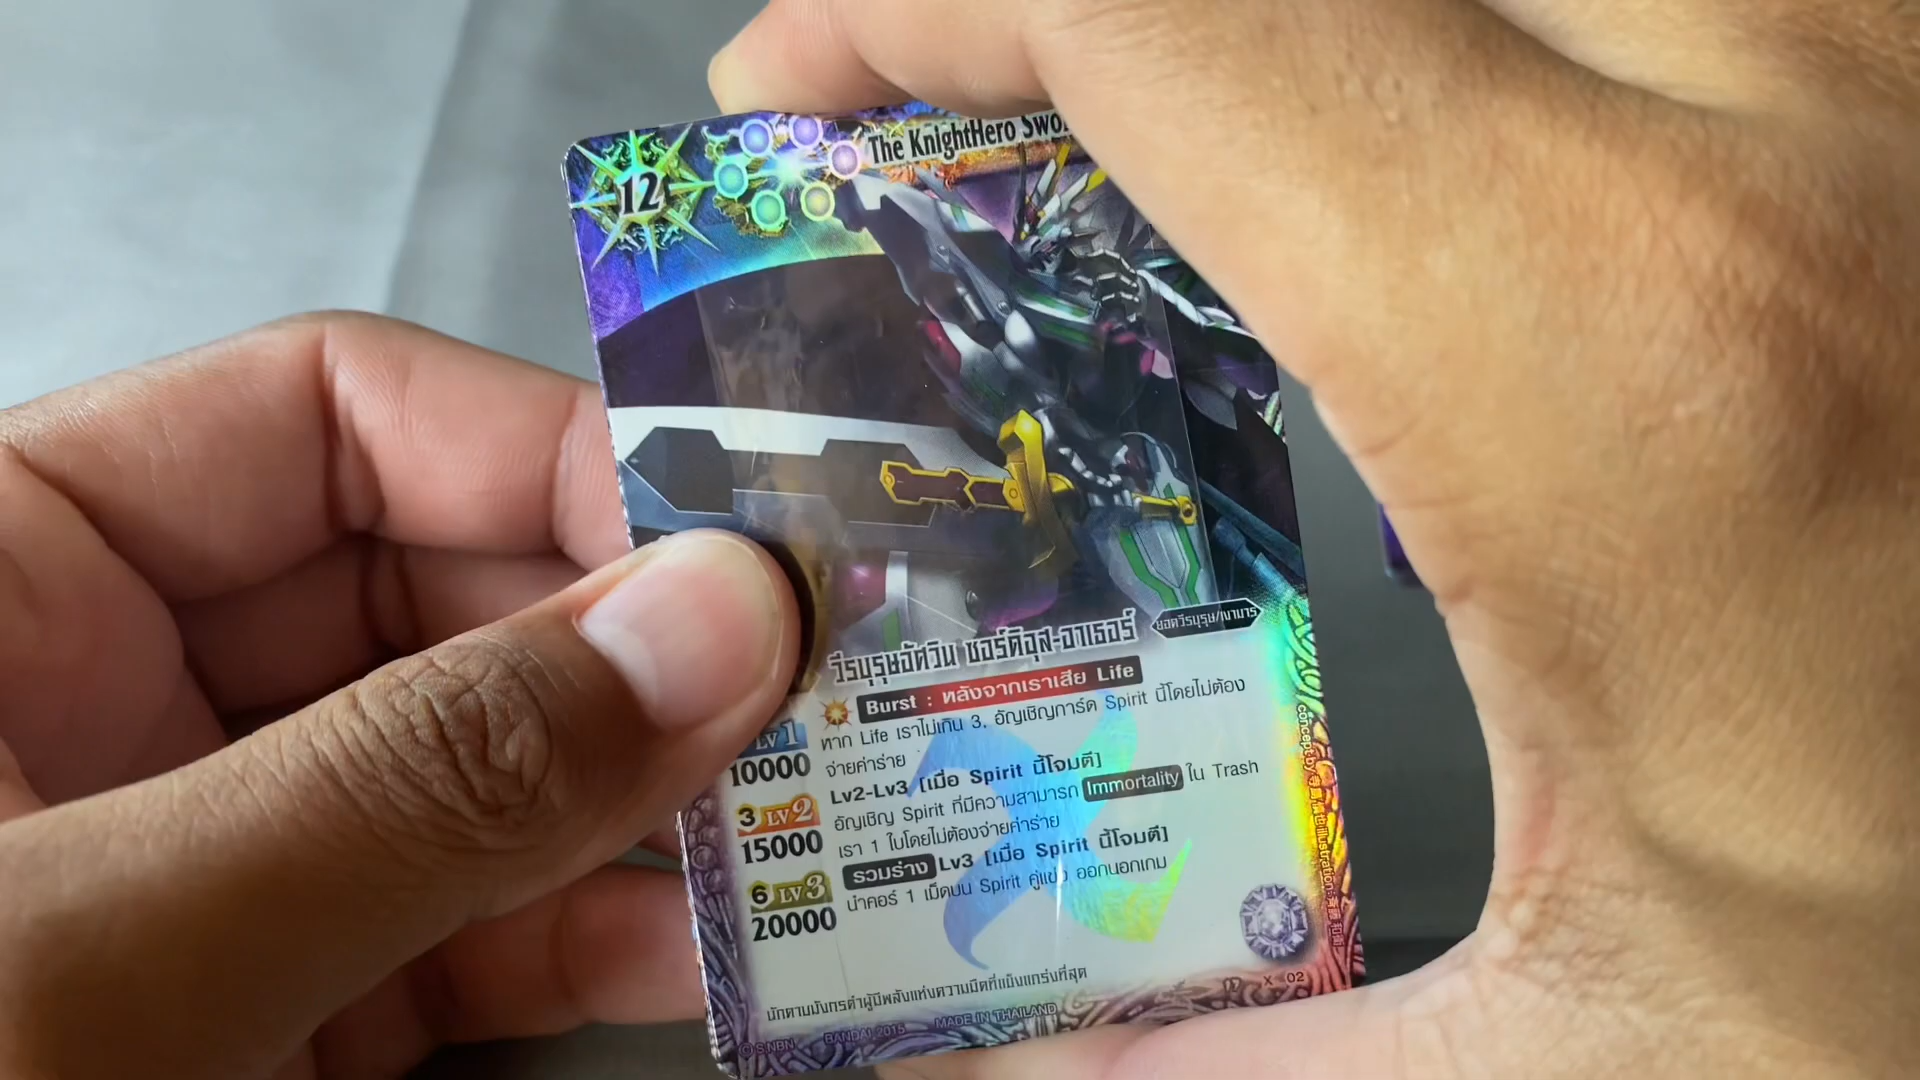 12
The KnightHero
วีรบุรุษอัศวิน ซอร์ดิอุส-อาเธอร์
ยอดวีรบุรุษ/เงามาร
Burst : หลังจากเราเสีย Life
หาก Life เราไม่เกิน 3, อัญเชิญการ์ด Spirit นี้โดยไม่ต้อง
จ่ายค่าร่าย
Lv2-Lv3 [เมื่อ Spirit นี้โจมตี]
อัญเชิญ Spirit ที่มีความสามารถ Immortality ใน Trash
เรา 1 ใบโดยไม่ต้องจ่ายค่าร่าย
รวมร่าง Lv3 [เมื่อ Spirit นี้โจมตี]
นำคอร์ 1 เม็ดบน Spirit คู่แข่ง ออกนอกเกม
LV1
10000
3 LV2
15000
6 LV3
20000
นักดาบมังกรดำผู้มีพลังแห่งความมืดที่แข็งแกร่งที่สุด
X 02
© S NBN BANDAI 2015 MADE IN THAILAND
concept by
illustration: